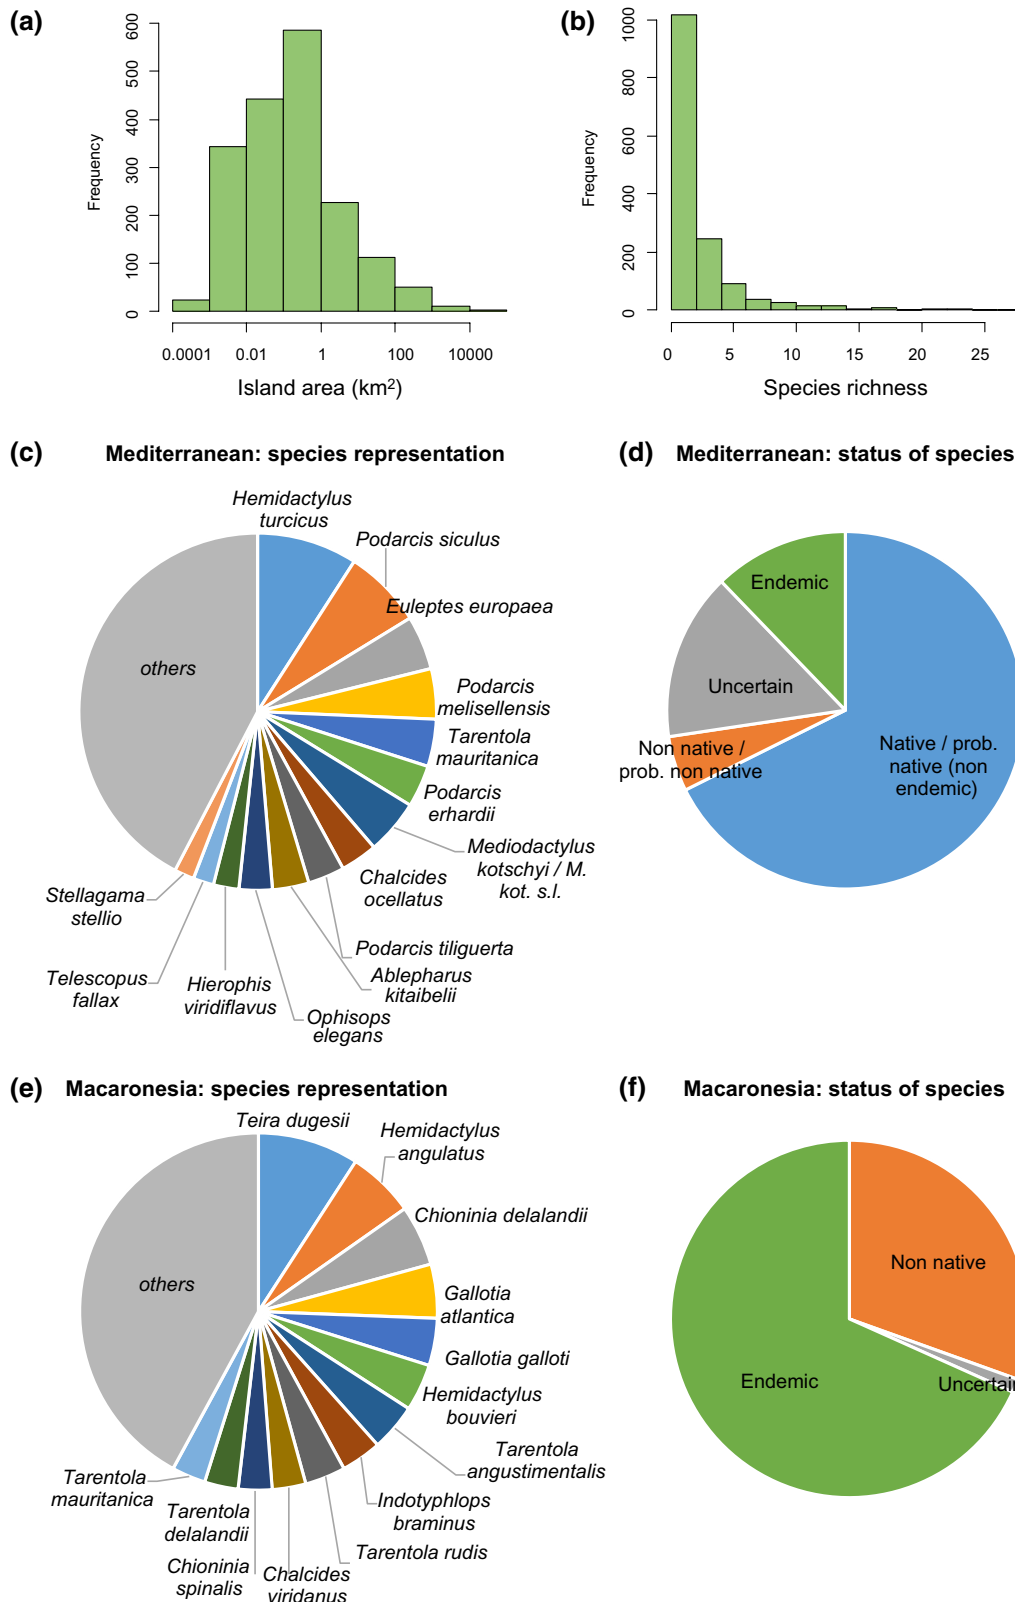 (a)
600
500
400
300
200
100
0
Frequency
0.0001
0.01
1
100
10000
Island area (km²)
(b)
1000
800
600
400
200
0
Frequency
0
5
10
15
20
25
Species richness
(c)
Mediterranean: species representation
Hemidactylus
turcicus
Podarcis siculus
Euleptes europaea
Podarcis
melisellensis
Tarentola
mauritanica
Podarcis
erhardii
Mediodactylus
kotschyi / M.
kot. s.l.
Chalcides
ocellatus
Podarcis tiliguerta
Ablepharus
kitaibelii
Ophisops
elegans
Hierophis
viridiflavus
Telescopus
fallax
Stellagama
stellio
others
(d)
Mediterranean: status of species
Endemic
Uncertain
Non native /
prob. non native
Native / prob.
native (non
endemic)
(e)
Macaronesia: species representation
Teira dugesii
Hemidactylus
angulatus
Chioninia delalandii
Gallotia
atlantica
Gallotia galloti
Hemidactylus
bouvieri
Tarentola
angustimentalis
Indotyphlops
braminus
Tarentola rudis
Chalcides
viridanus
Chioninia
spinalis
Tarentola
delalandii
Tarentola
mauritanica
others
(f)
Macaronesia: status of species
Non native
Uncertain
Endemic